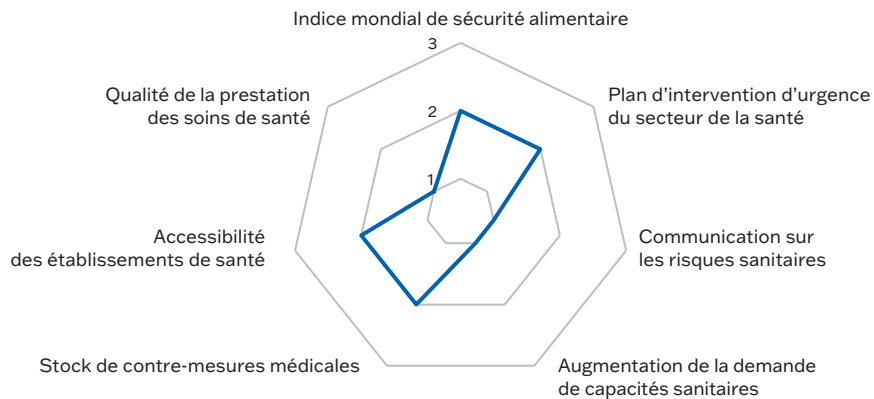 Indice mondial de sécurité alimentaire
3
Plan d’intervention d’urgence
du secteur de la santé
Qualité de la prestation
des soins de santé
2
1
Communication sur
les risques sanitaires
Accessibilité
des établissements de santé
Stock de contre-mesures médicales
Augmentation de la demande
de capacités sanitaires